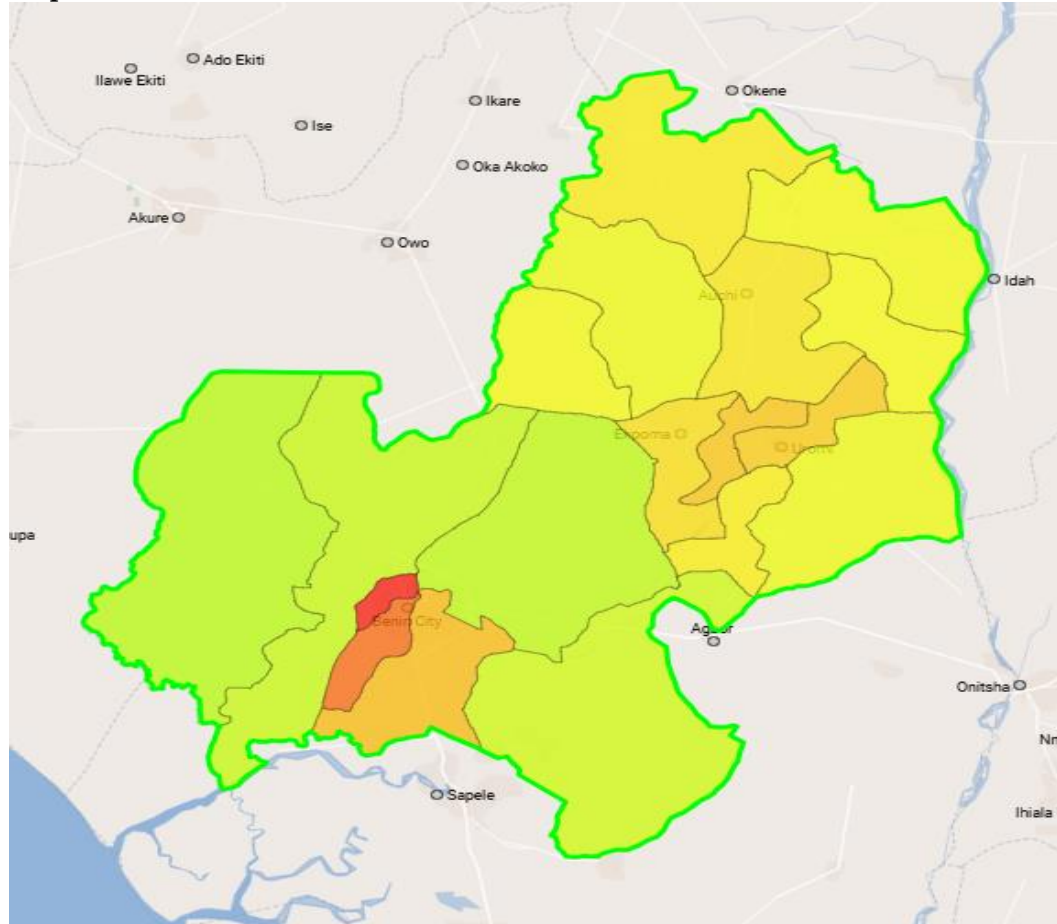 Ado Ekiti
Ilawe Ekiti
Okene
Ikare
Ise
Oka Akoko
Akure
Owo
Idah
Auchi
Ekpoma
Uromi
upa
Benin City
Agbor
Onitsha
Nn
Sapele
Ihiala